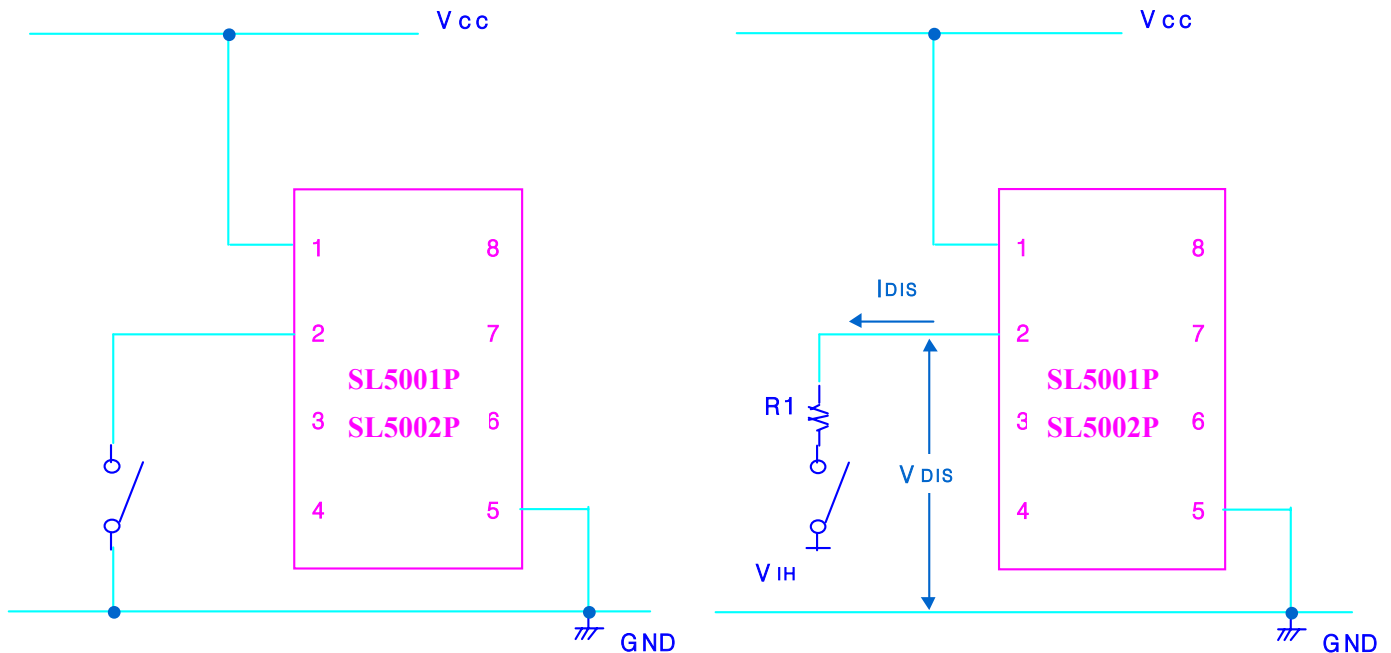 Vcc
1 8
2 7
SL5001P
3 SL5002P 6
4 5
GND
Vcc
1 8
IDIS
2 7
SL5001P
R1
3 SL5002P 6
VDIS
4 5
VIH
GND